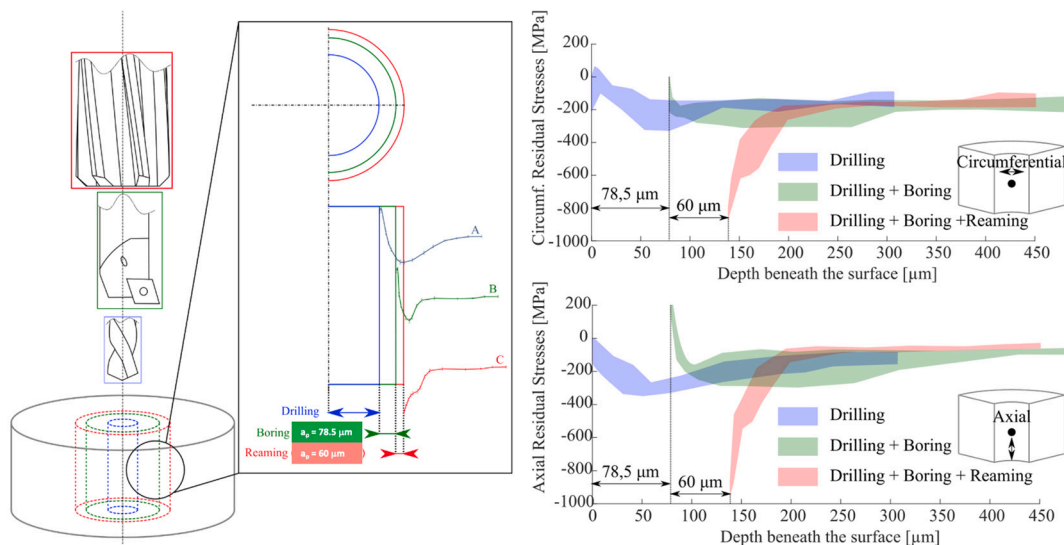 A
B
C
Drilling
Boring
a_p = 78.5 µm
Reaming (
a_p = 60 µm
)
Circumf. Residual Stresses [MPa]
200
0
-200
-400
-600
-800
-1000
78,5 µm
60 µm
Drilling
Drilling + Boring
Drilling + Boring +Reaming
Circumferential
0
50
100
150
200
250
300
350
400
450
Depth beneath the surface [µm]
Axial Residual Stresses [MPa]
200
0
-200
-400
-600
-800
-1000
78,5 µm
60 µm
Drilling
Drilling + Boring
Drilling + Boring + Reaming
Axial
0
50
100
150
200
250
300
350
400
450
Depth beneath the surface [µm]